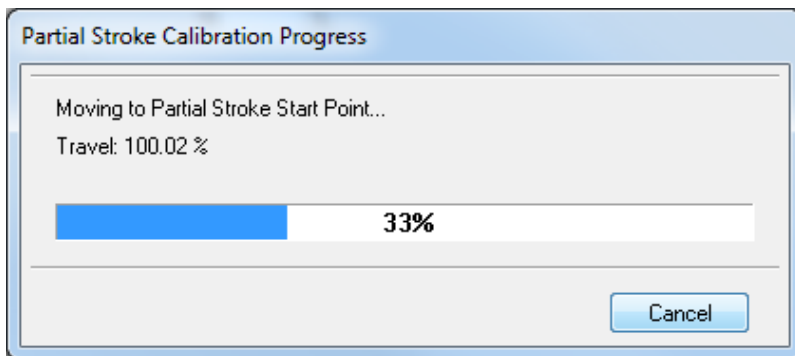 Partial Stroke Calibration Progress
Moving to Partial Stroke Start Point...
Travel: 100.02 %
33%
Cancel